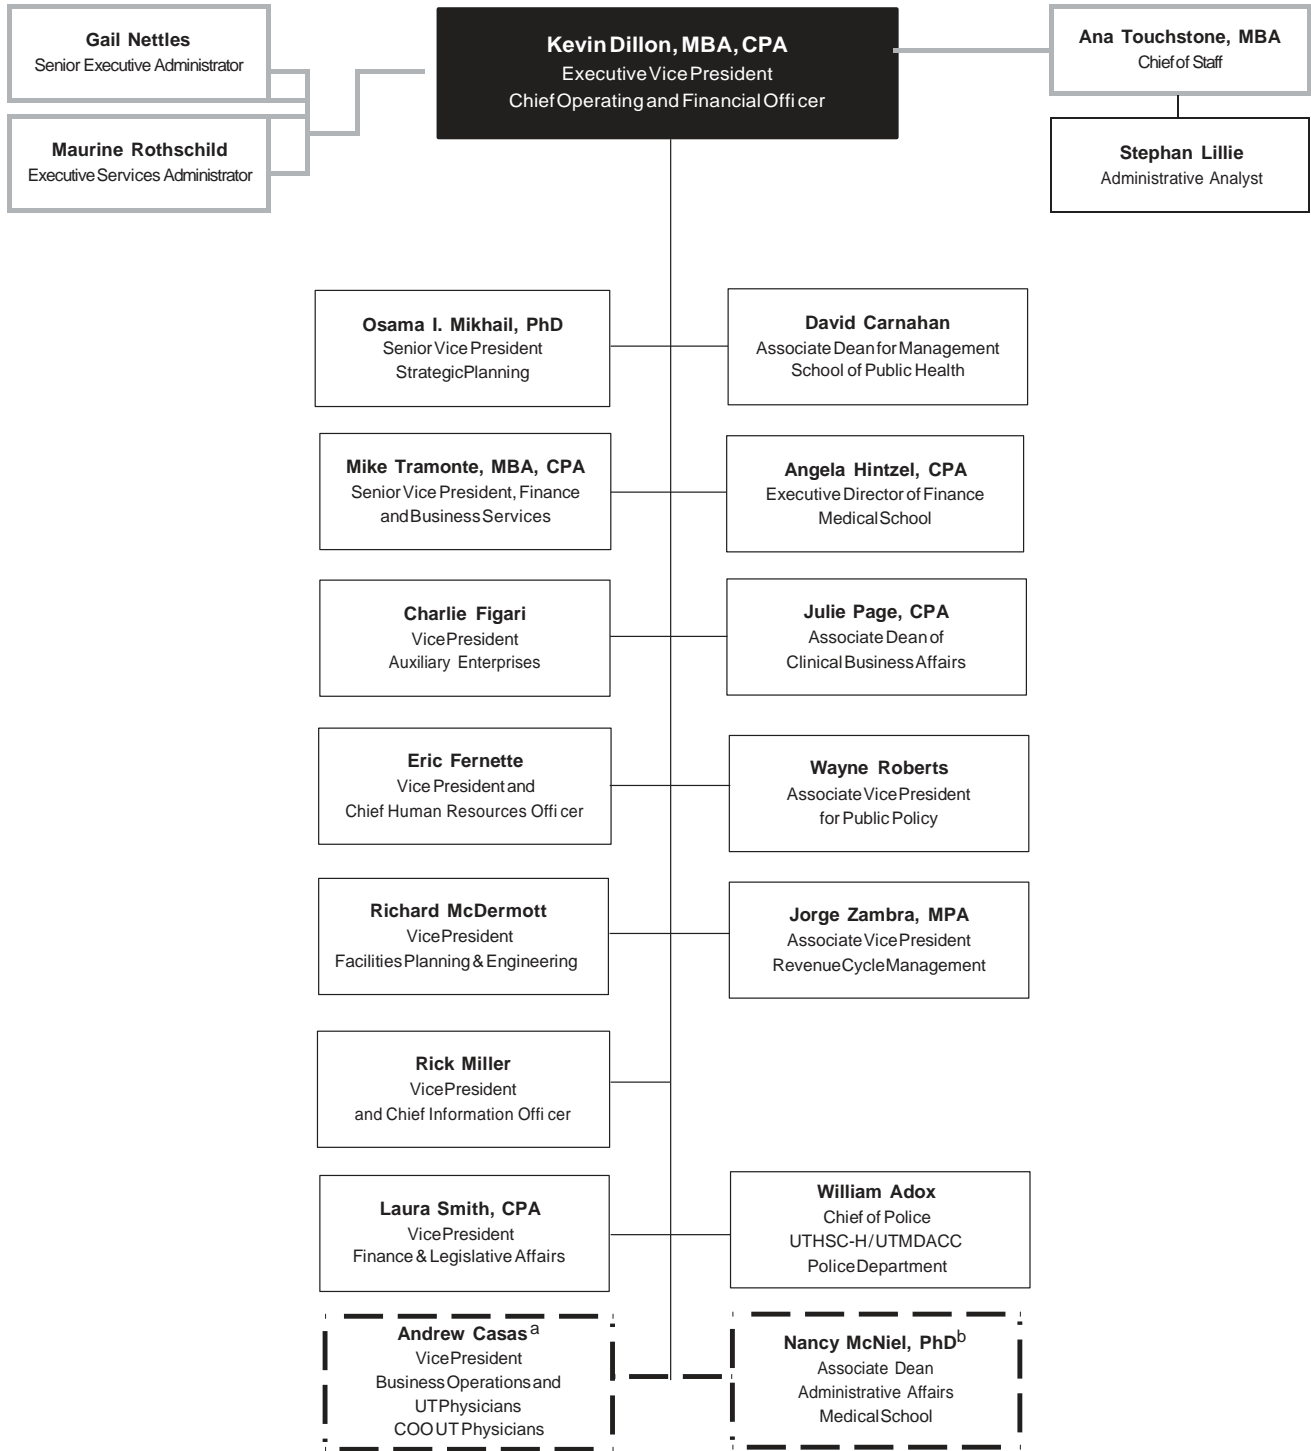 Gail Nettles
Senior Executive Administrator
Maurine Rothschild
Executive Services Administrator
Kevin Dillon, MBA, CPA
Executive Vice President
Chief Operating and Financial Officer
Ana Touchstone, MBA
Chief of Staff
Stephan Lillie
Administrative Analyst
Osama I. Mikhail, PhD
Senior Vice President
Strategic Planning
David Carnahan
Associate Dean for Management
School of Public Health
Mike Tramonte, MBA, CPA
Senior Vice President, Finance
and Business Services
Angela Hintzel, CPA
Executive Director of Finance
Medical School
Charlie Figari
Vice President
Auxiliary Enterprises
Julie Page, CPA
Associate Dean of
Clinical Business Affairs
Eric Fernette
Vice President and
Chief Human Resources Officer
Wayne Roberts
Associate Vice President
for Public Policy
Richard McDermott
Vice President
Facilities Planning & Engineering
Jorge Zambra, MPA
Associate Vice President
Revenue Cycle Management
Rick Miller
Vice President
and Chief Information Officer
Laura Smith, CPA
Vice President
Finance & Legislative Affairs
William Adox
Chief of Police
UTHSC-H/UTMDACC
Police Department
Andrew Casas a
Vice President
Business Operations and
UT Physicians
COO UT Physicians
Nancy McNiel, PhD b
Associate Dean
Administrative Affairs
Medical School